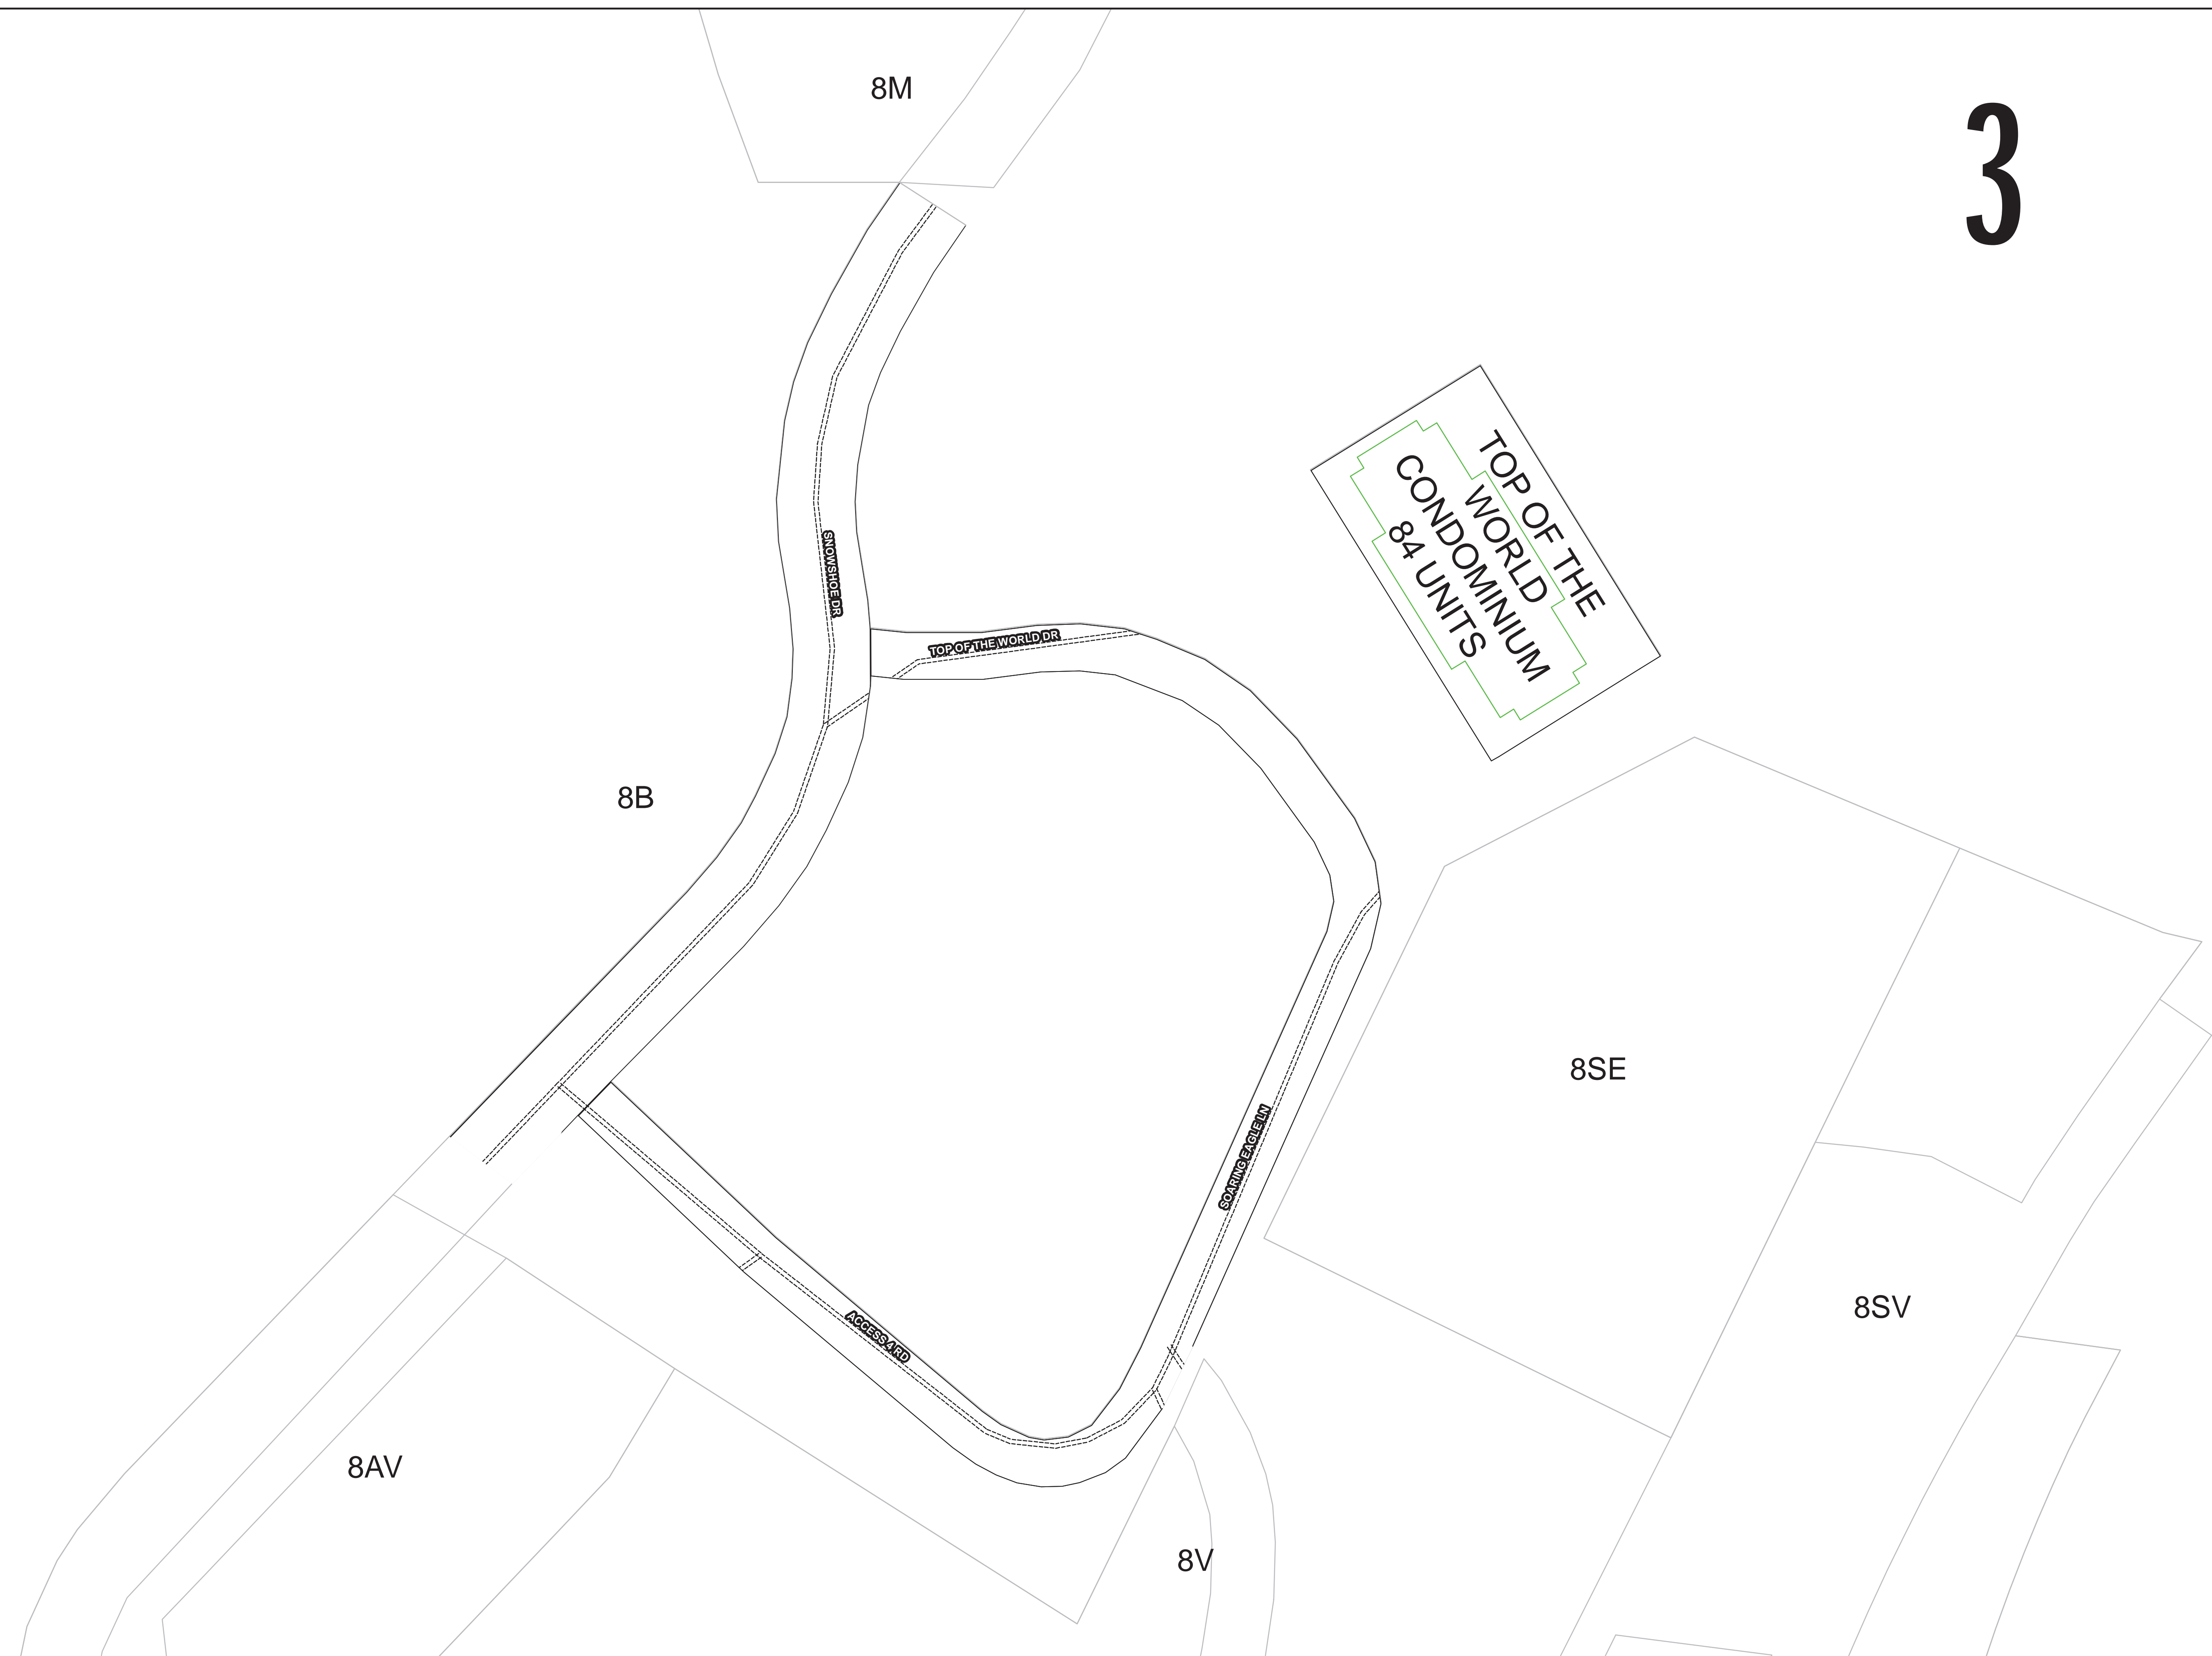 8M
3
TOP OF THE
WORLD
CONDOMINIUM
84 UNITS
SNOWSHOE DR
TOP OF THE WORLD DR
8B
8SE
SOARING EAGLE LN
8SV
ACCESS 4 RD
8AV
8V